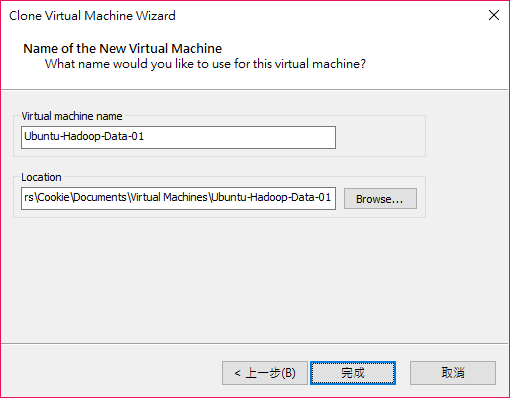 Clone Virtual Machine Wizard
Name of the New Virtual Machine
What name would you like to use for this virtual machine?
Virtual machine name
Ubuntu-Hadoop-Data-01
Location
rs\Cookie\Documents\Virtual Machines\Ubuntu-Hadoop-Data-01
Browse...
< 上一步(B)
完成
取消